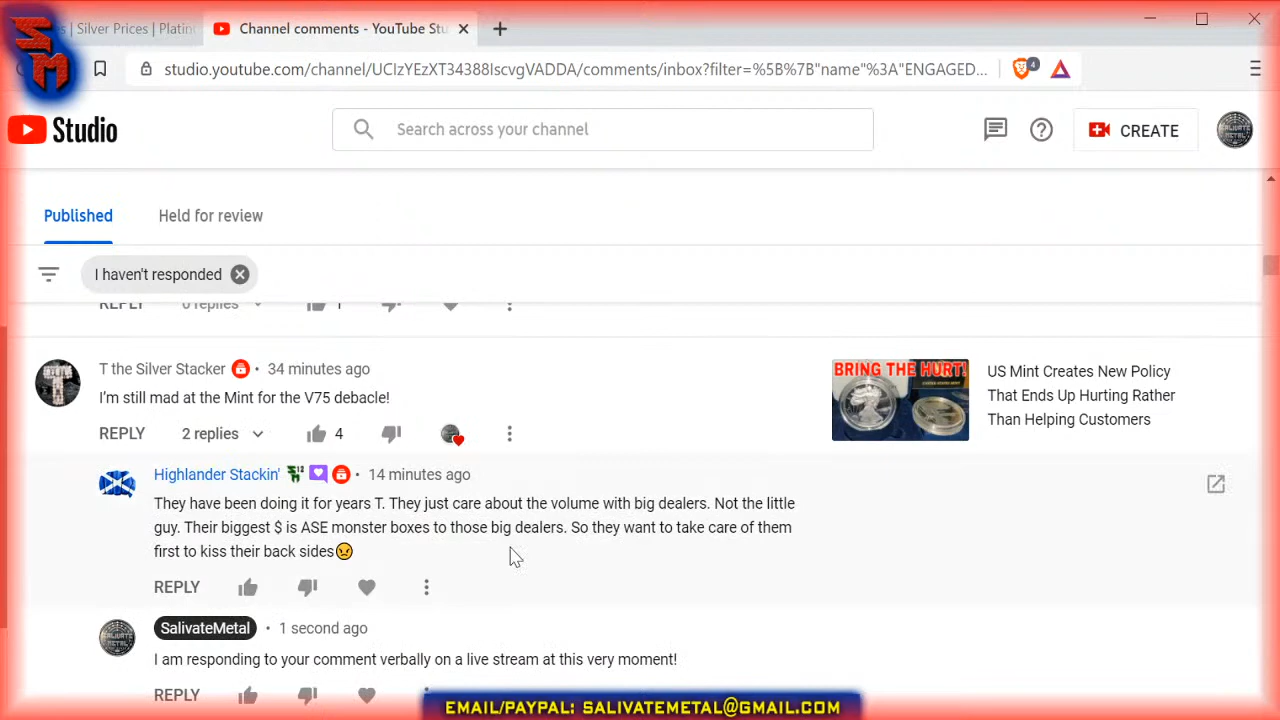 SM
s | Silver Prices | Platin
Channel comments - YouTube Stu
studio.youtube.com/channel/UCIzYEzXT34388IscvgVADDA/comments/inbox?filter=%5B%7B"name"%3A"ENGAGED...
4
Studio
Search across your channel
CREATE
Published
Held for review
I haven't responded
REPLY 0 replies 1
T the Silver Stacker • 34 minutes ago
I'm still mad at the Mint for the V75 debacle!
REPLY 2 replies 4
BRING THE HURT!
US Mint Creates New Policy
That Ends Up Hurting Rather
Than Helping Customers
Highlander Stackin' • 14 minutes ago
They have been doing it for years T. They just care about the volume with big dealers. Not the little
guy. Their biggest $ is ASE monster boxes to those big dealers. So they want to take care of them
first to kiss their back sides😠
REPLY
SalivateMetal • 1 second ago
I am responding to your comment verbally on a live stream at this very moment!
REPLY
EMAIL/PAYPAL: SALIVATEMETAL@GMAIL.COM